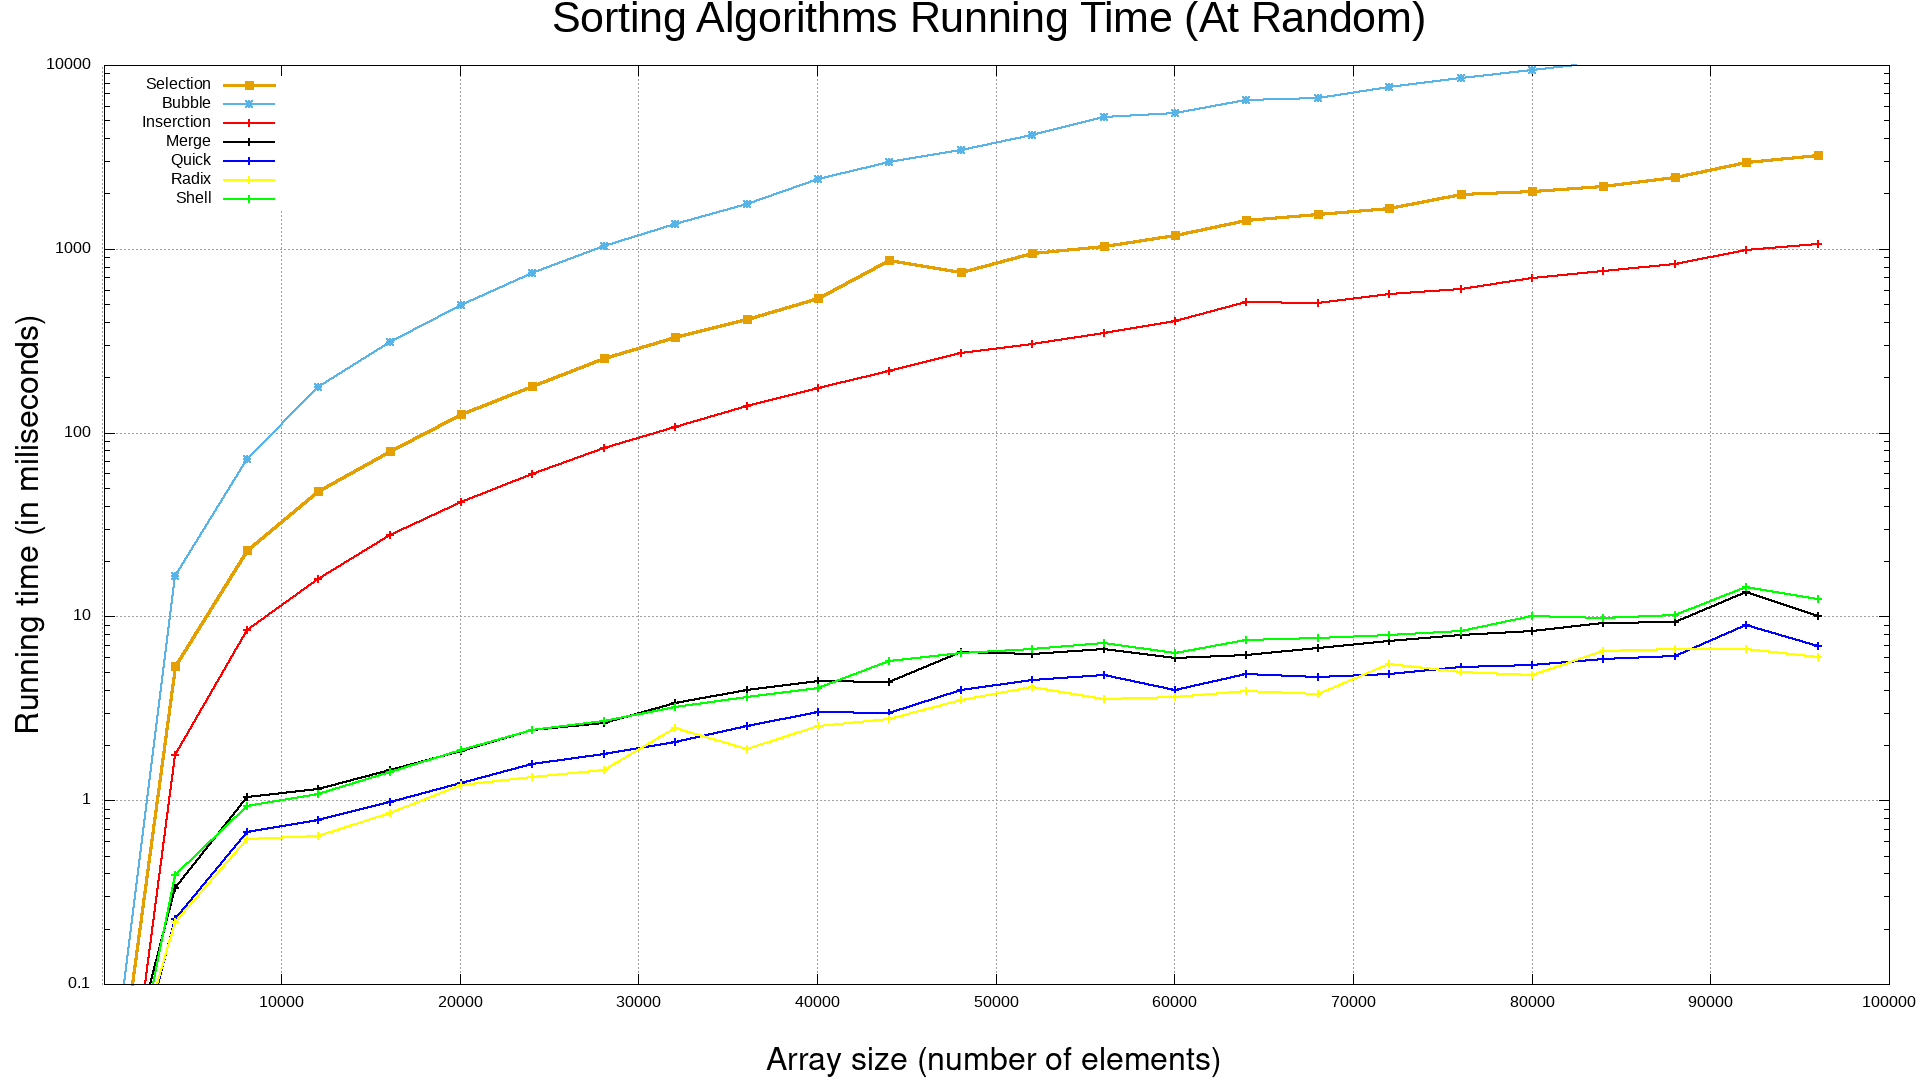 Sorting Algorithms Running Time (At Random)
10000
1000
100
10
1
0.1
Selection
Bubble
Inserction
Merge
Quick
Radix
Shell
Running time (in miliseconds)
10000 20000 30000 40000 50000 60000 70000 80000 90000 100000
Array size (number of elements)